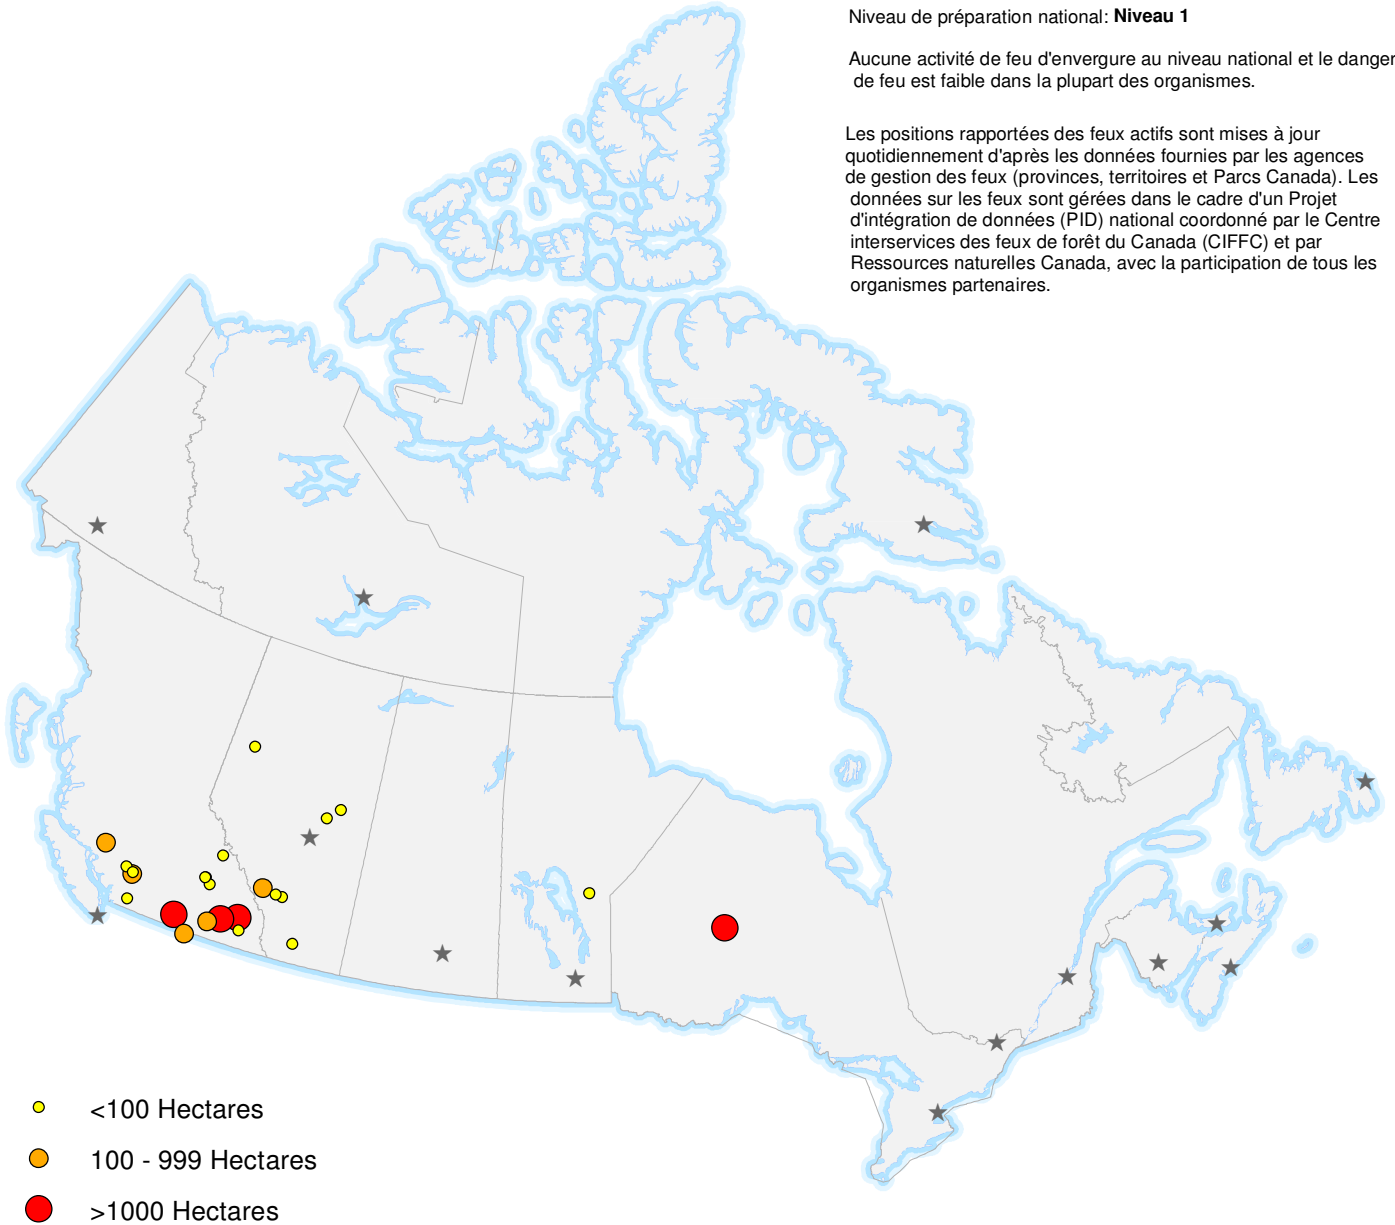 Niveau de préparation national: Niveau 1
Aucune activité de feu d'envergure au niveau national et le danger
de feu est faible dans la plupart des organismes.
Les positions rapportées des feux actifs sont mises à jour
quotidiennement d'après les données fournies par les agences
de gestion des feux (provinces, territoires et Parcs Canada). Les
données sur les feux sont gérées dans le cadre d'un Projet
d'intégration de données (PID) national coordonné par le Centre
interservices des feux de forêt du Canada (CIFFC) et par
Ressources naturelles Canada, avec la participation de tous les
organismes partenaires.
<100 Hectares
100 - 999 Hectares
>1000 Hectares